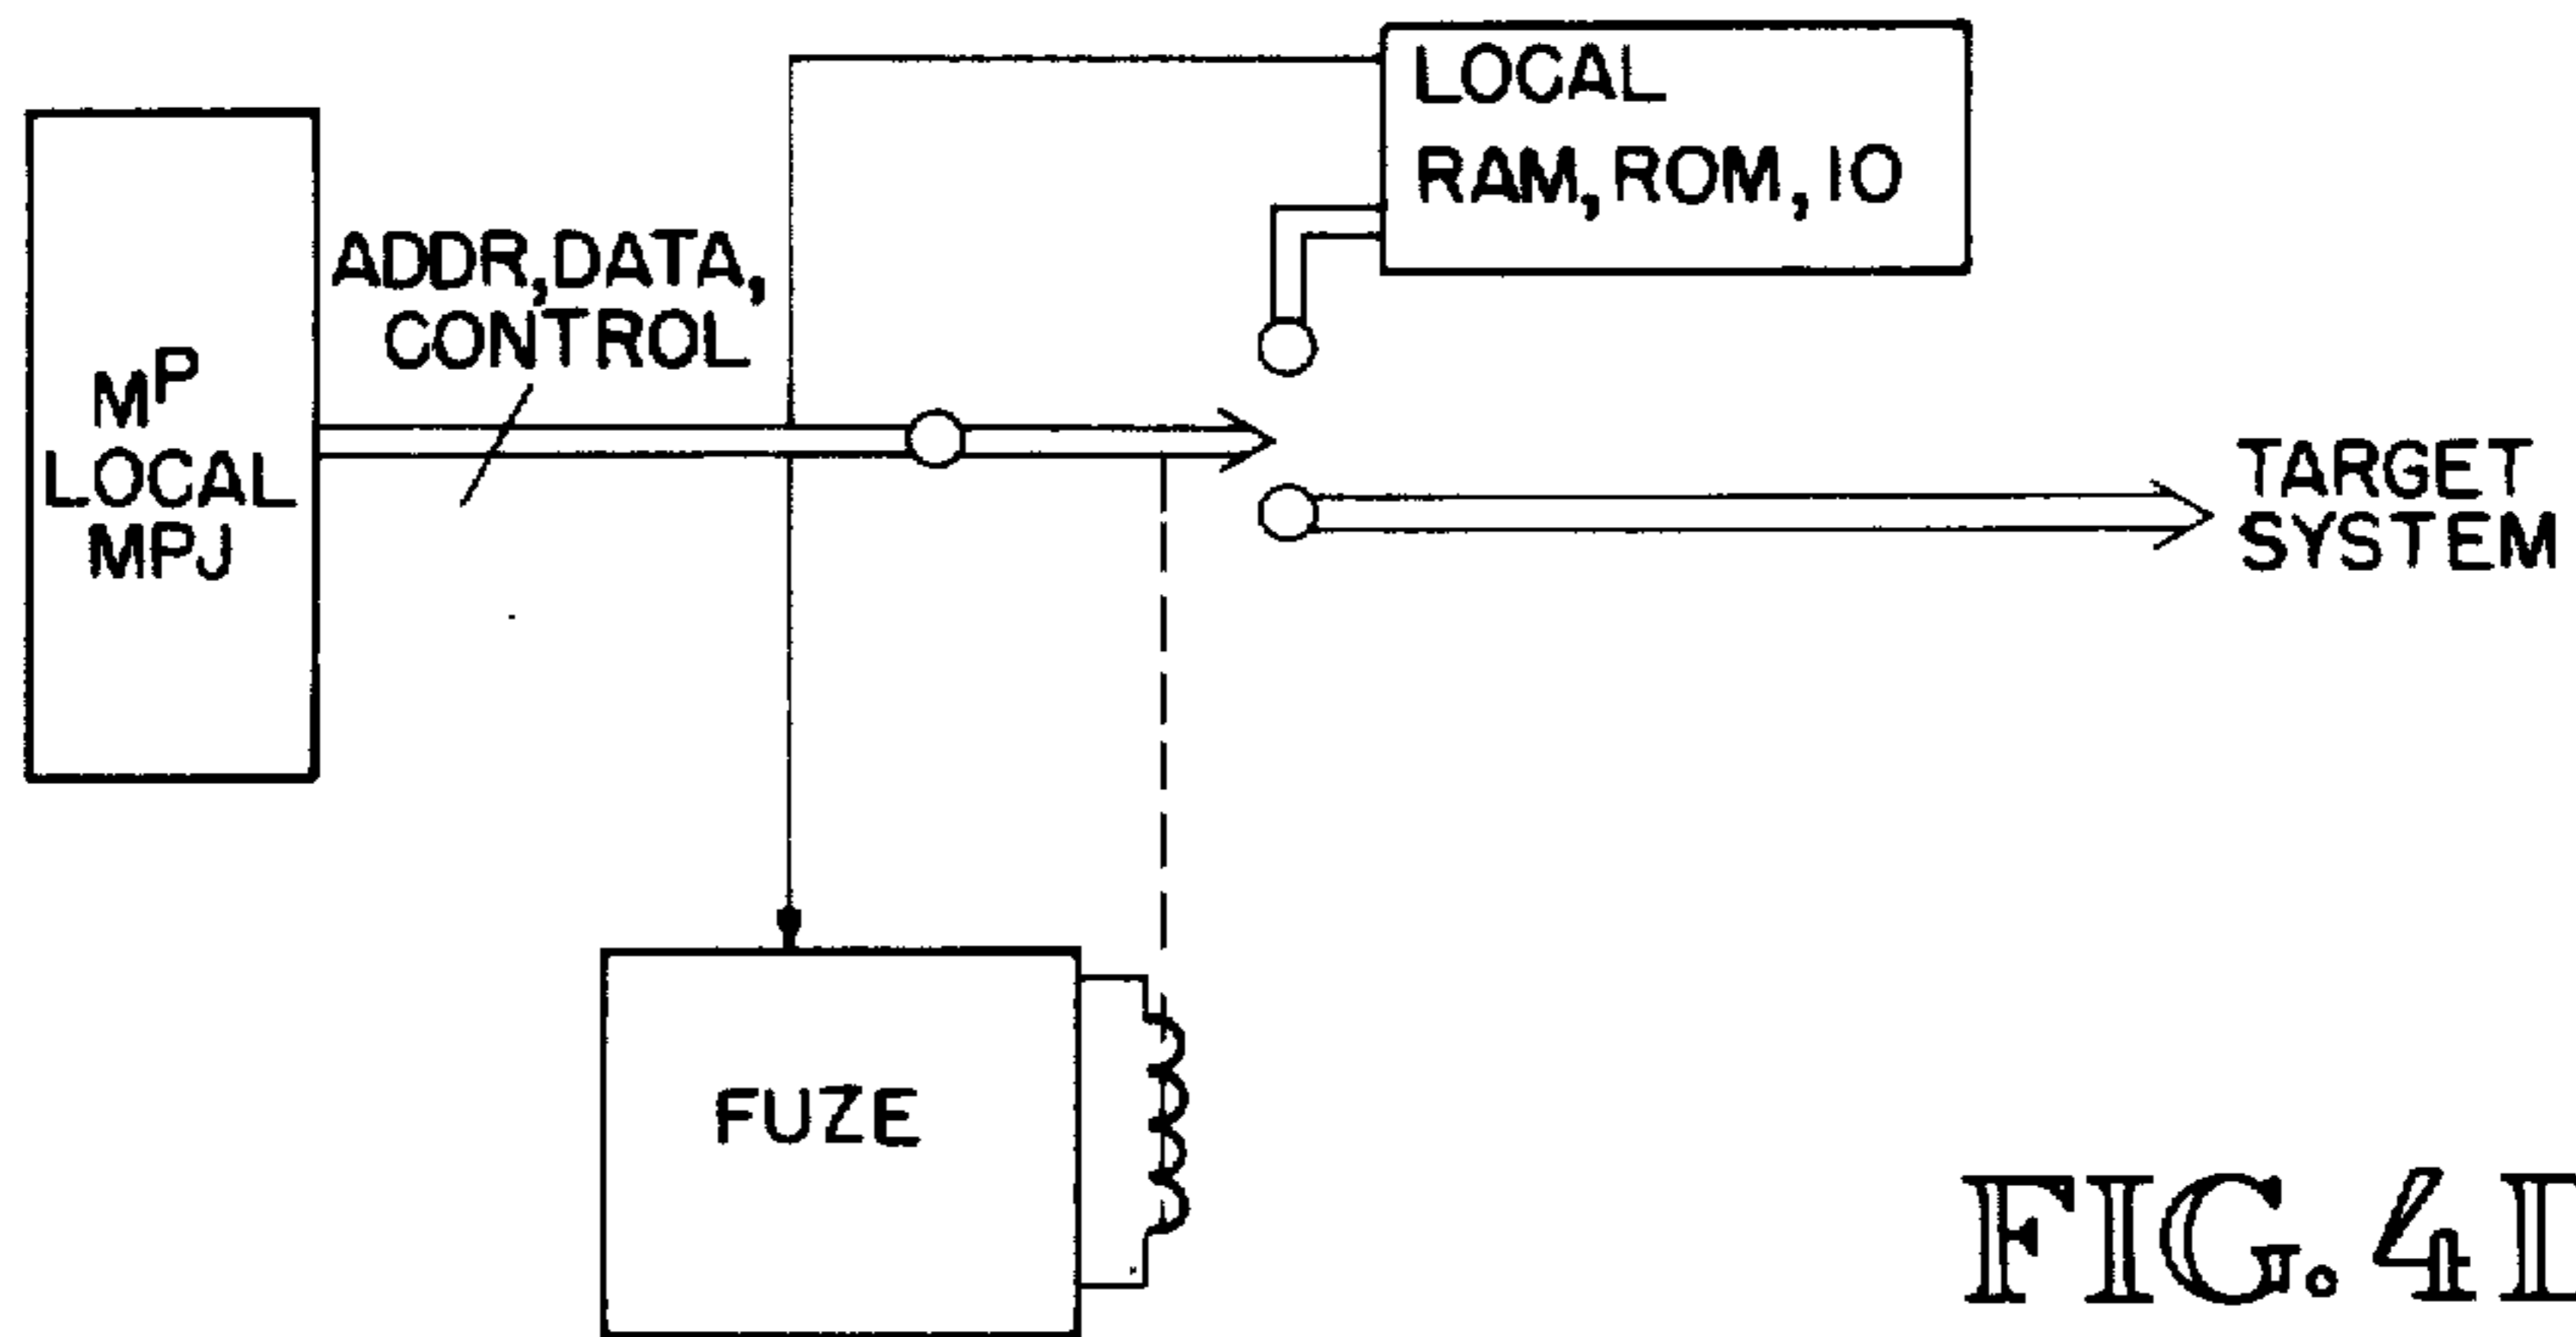 LOCAL
RAM, ROM, IO
ADDR, DATA,
CONTROL
MP
LOCAL
MPJ
TARGET
SYSTEM
FUZE
FIG. 4D